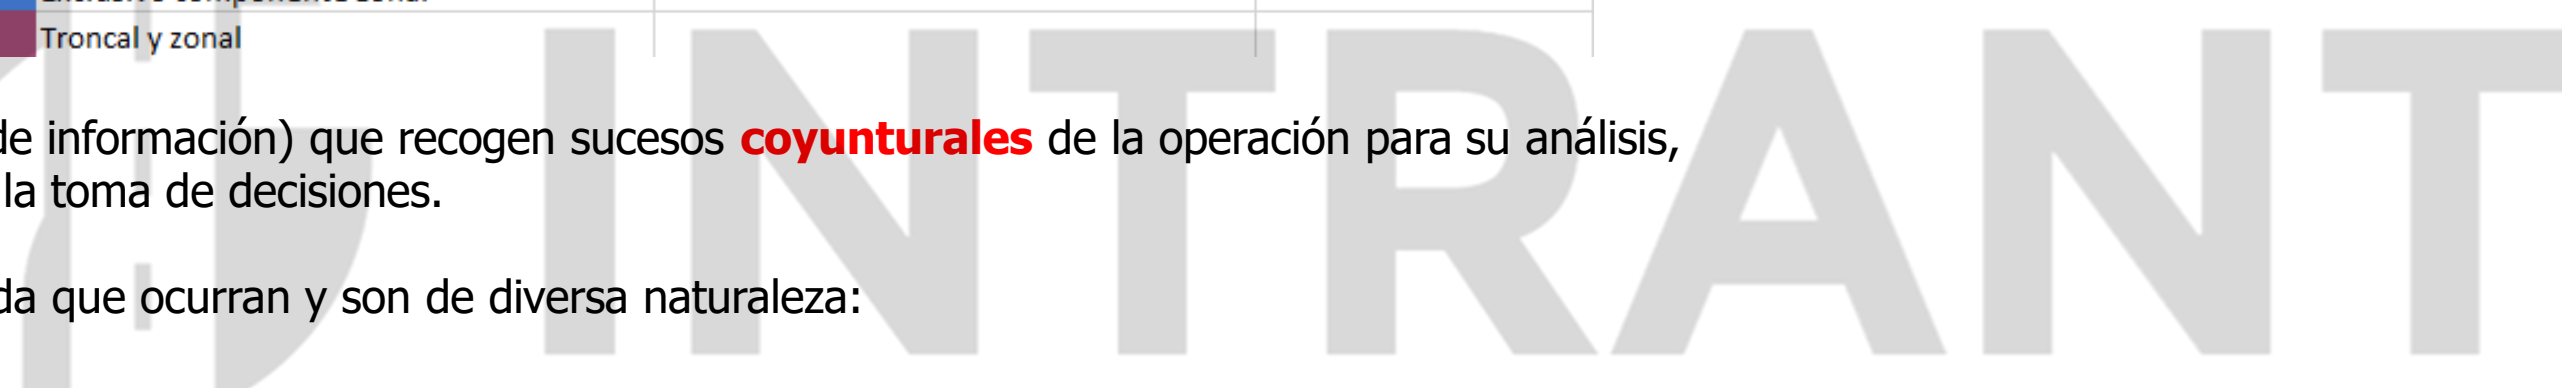 Troncal y zonal
de información) que recogen sucesos coyunturales de la operación para su análisis,
la toma de decisiones.
da que ocurran y son de diversa naturaleza:
INTRANT